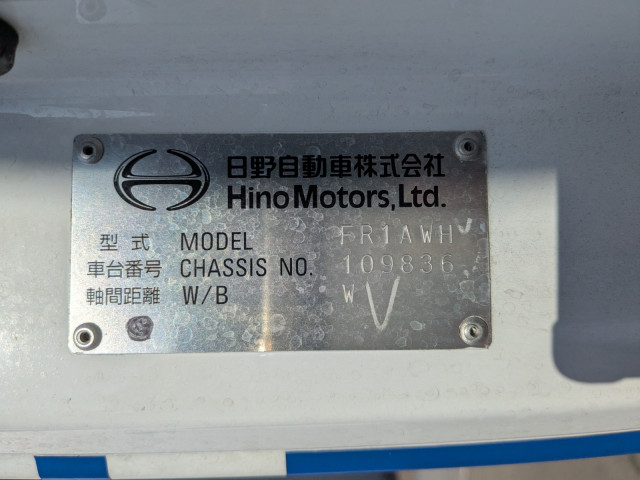 日野自動車株式会社
Hino Motors, Ltd.
型式 MODEL FR1AWH
車台番号 CHASSIS NO. 109836
軸間距離 W/B W